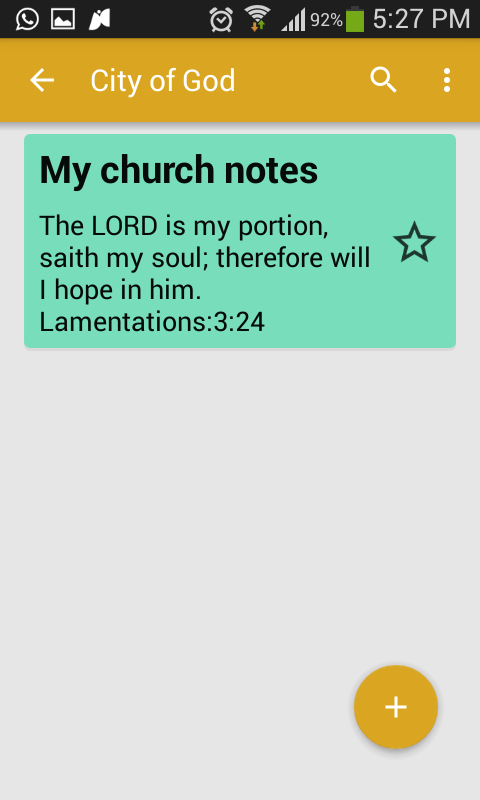 92% 5:27 PM
City of God
My church notes
The LORD is my portion,
saith my soul; therefore will
I hope in him.
Lamentations:3:24